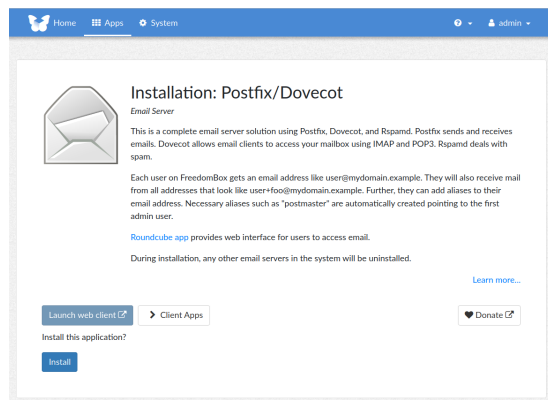 Home Apps System admin
Installation: Postfix/Dovecot
Email Server
This is a complete email server solution using Postfix, Dovecot, and Rspamd. Postfix sends and receives
emails. Dovecot allows email clients to access your mailbox using IMAP and POP3. Rspamd deals with
spam.
Each user on FreedomBox gets an email address like user@mydomain.example. They will also receive mail
from all addresses that look like user+foo@mydomain.example. Further, they can add aliases to their
email address. Necessary aliases such as "postmaster" are automatically created pointing to the first
admin user.
Roundcube app provides web interface for users to access email.
During installation, any other email servers in the system will be uninstalled.
Learn more...
Launch web client Client Apps Donate
Install this application?
Install